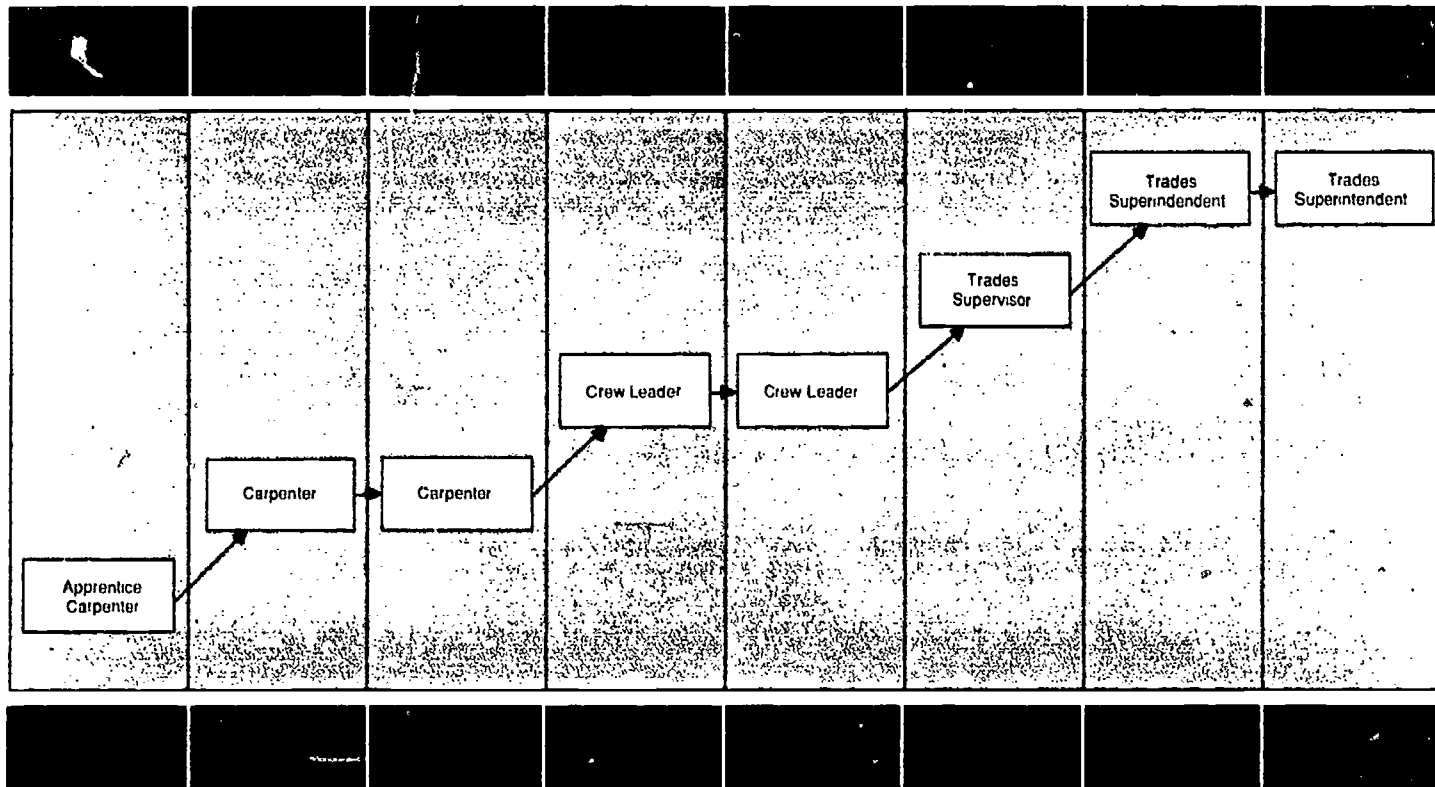 Trades
Superindendent
Trades
Superintendent
Trades
Supervisor
Crew Leader
Crew Leader
Carpenter
Carpenter
Apprentice
Carpenter